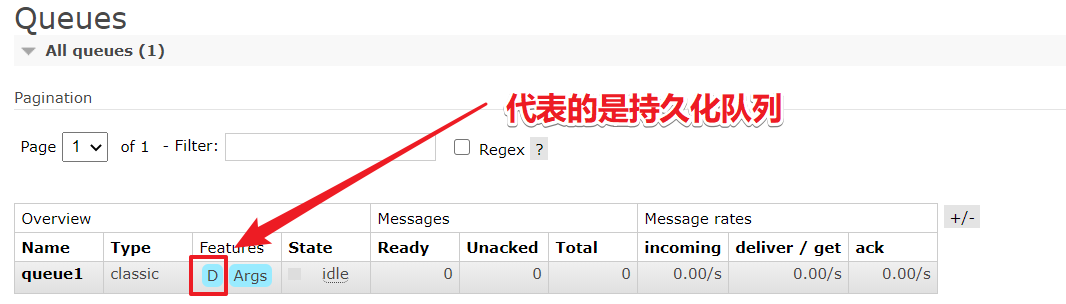 Queues
All queues (1)
Pagination
代表的是持久化队列
Page 1 of 1 - Filter: Regex ?
Overview Messages Message rates +/-
Name Type Features State Ready Unacked Total incoming deliver / get ack
queue1 classic D Args idle 0 0 0 0.00/s 0.00/s 0.00/s